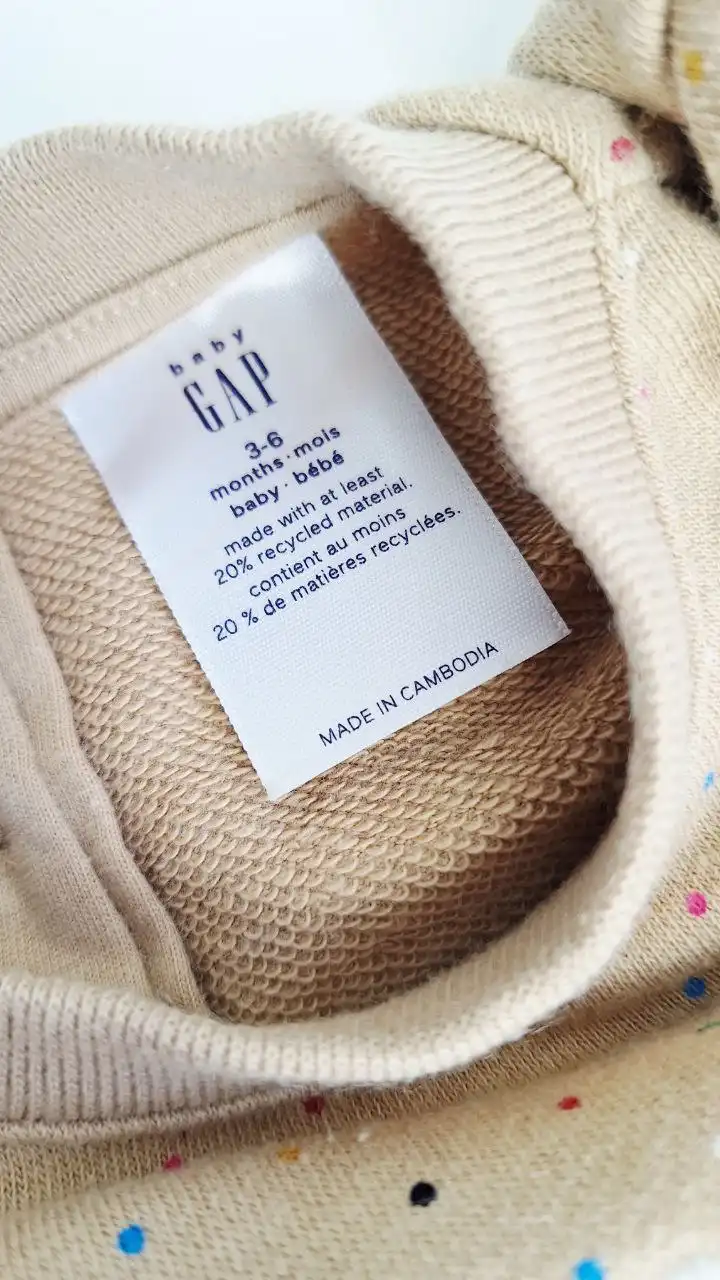 baby
GAP
3-6
months·mois
baby·bébé
made with at least
20% recycled material.
contient au moins
20 % de matières recyclées.
MADE IN CAMBODIA